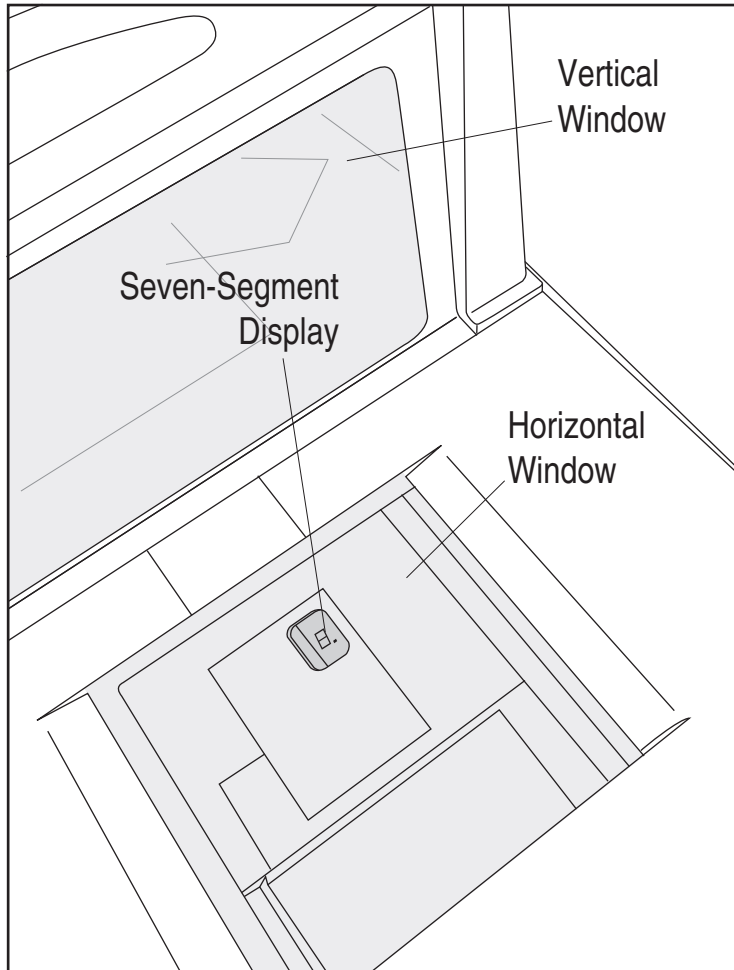 Vertical
Window
Seven-Segment
Display
Horizontal
Window